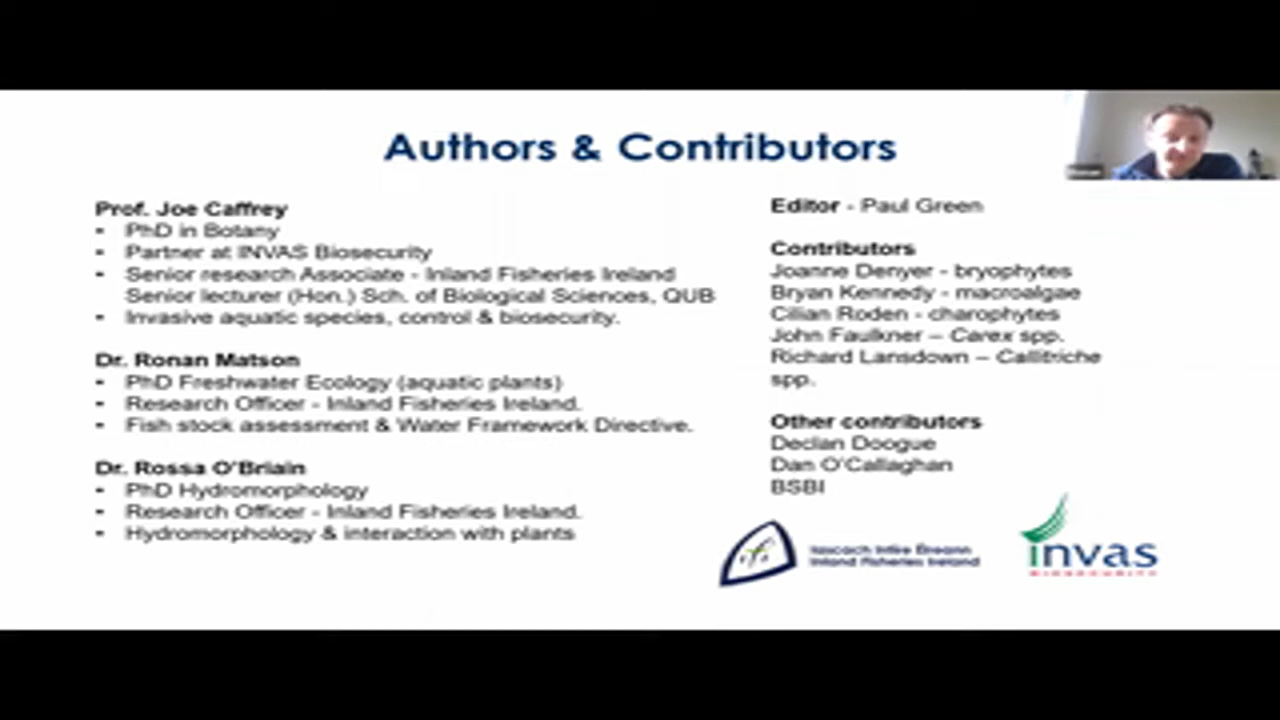 Authors & Contributors
Prof. Joe Caffrey
• PhD in Botany
• Partner at INVAS Biosecurity
• Senior research Associate - Inland Fisheries Ireland
Senior lecturer (Hon.) Sch. of Biological Sciences, QUB
• Invasive aquatic species, control & biosecurity.
Dr. Ronan Matson
• PhD Freshwater Ecology (aquatic plants)
• Research Officer - Inland Fisheries Ireland.
• Fish stock assessment & Water Framework Directive.
Dr. Rossa O'Briain
• PhD Hydromorphology
• Research Officer - Inland Fisheries Ireland.
• Hydromorphology & interaction with plants
Editor - Paul Green
Contributors
Joanne Denyer - bryophytes
Bryan Kennedy - macroalgae
Cilian Roden - charophytes
John Faulkner – Carex spp.
Richard Lansdown – Callitriche
spp.
Other contributors
Declan Doogue
Dan O'Callaghan
BSBI
Iascach Intíre Éireann
Inland Fisheries Ireland
invas
BIOSECURITY